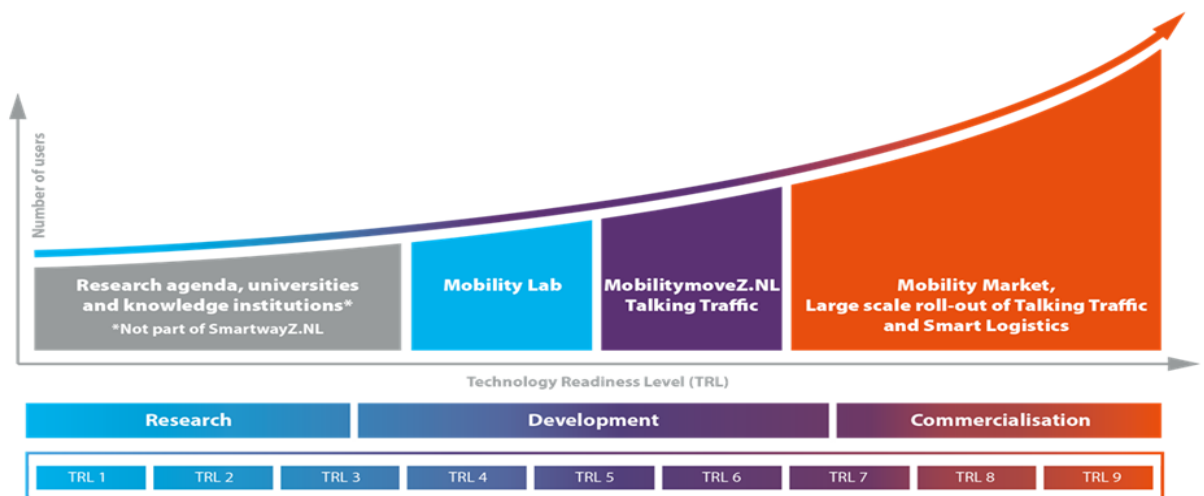 Number of users
Research agenda, universities
and knowledge institutions*
*Not part of SmartwayZ.NL
Mobility Lab
MobilitymoveZ.NL
Talking Traffic
Mobility Market,
Large scale roll-out of Talking Traffic
and Smart Logistics
Technology Readiness Level (TRL)
Research
Development
Commercialisation
TRL 1
TRL 2
TRL 3
TRL 4
TRL 5
TRL 6
TRL 7
TRL 8
TRL 9